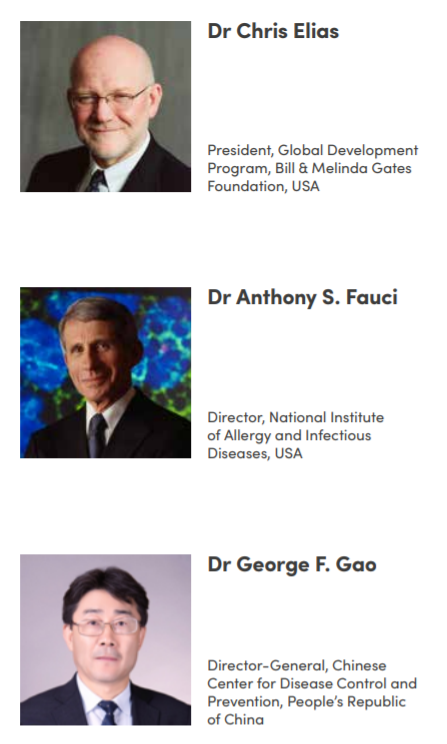 Dr Chris Elias
President, Global Development
Program, Bill & Melinda Gates
Foundation, USA
Dr Anthony S. Fauci
Director, National Institute
of Allergy and Infectious
Diseases, USA
Dr George F. Gao
Director-General, Chinese
Center for Disease Control and
Prevention, People's Republic
of China